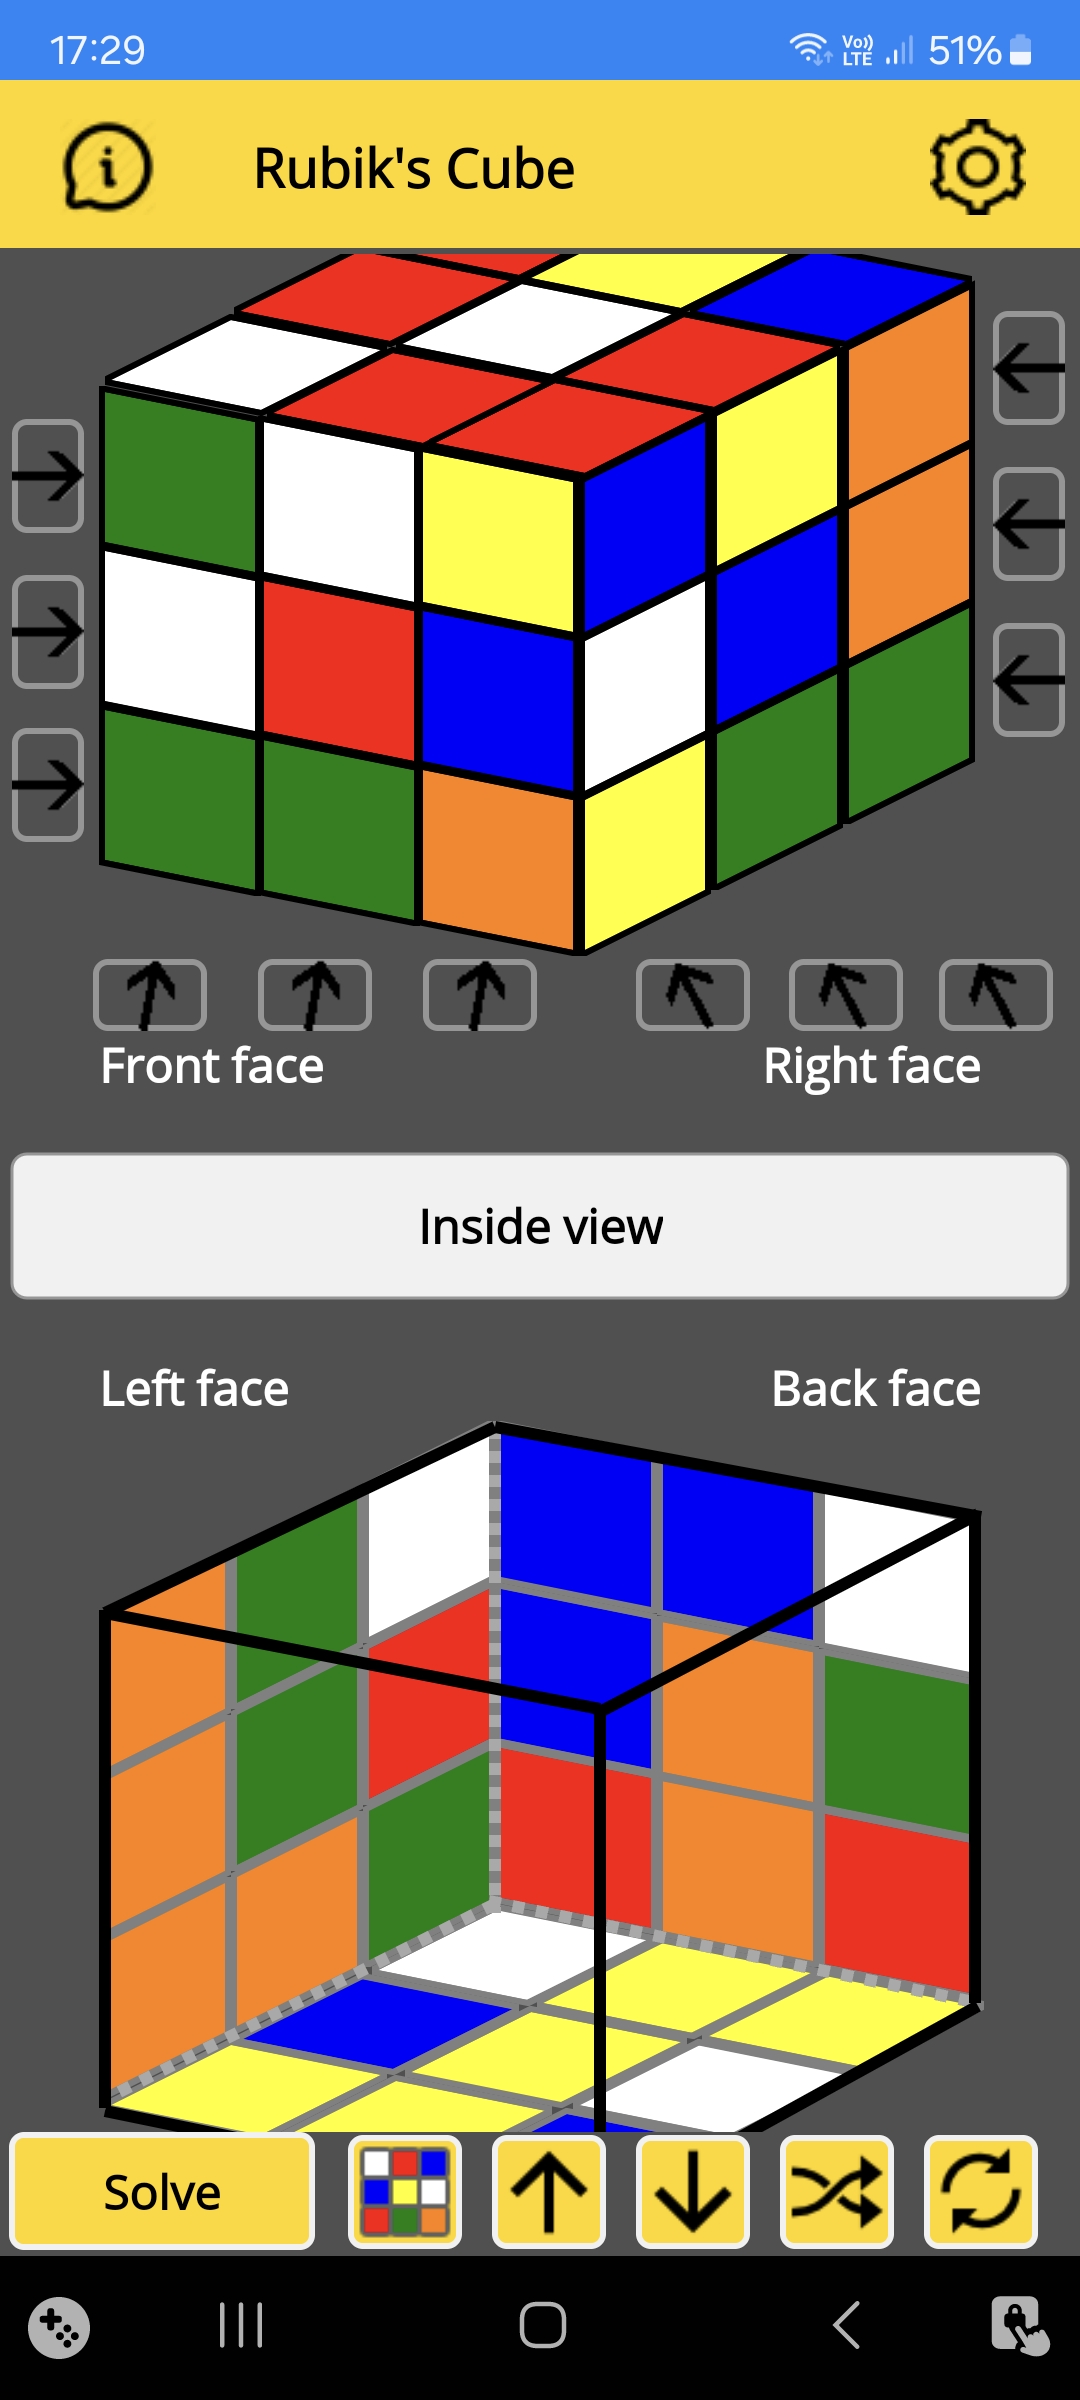 17:29
Vo)) LTE 51%
Rubik's Cube
Front face
Right face
Inside view
Left face
Back face
Solve